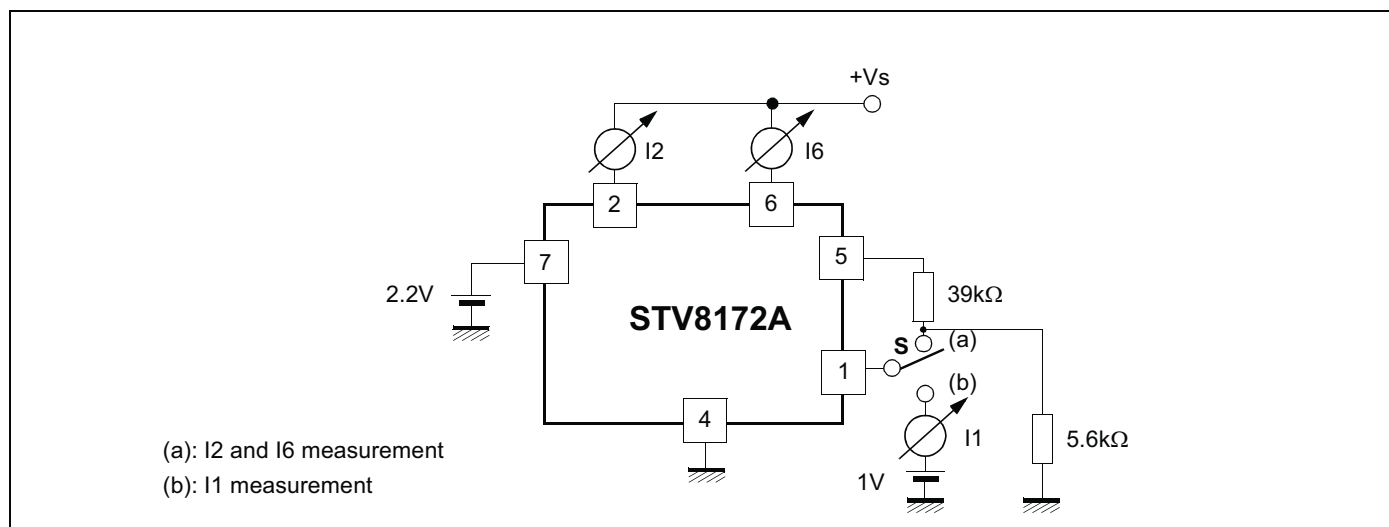 +Vs
I2
I6
2
6
7
5
2.2V
39kΩ
STV8172A
S
(a)
1
(b)
4
I1
5.6kΩ
1V
(a): I2 and I6 measurement
(b): I1 measurement